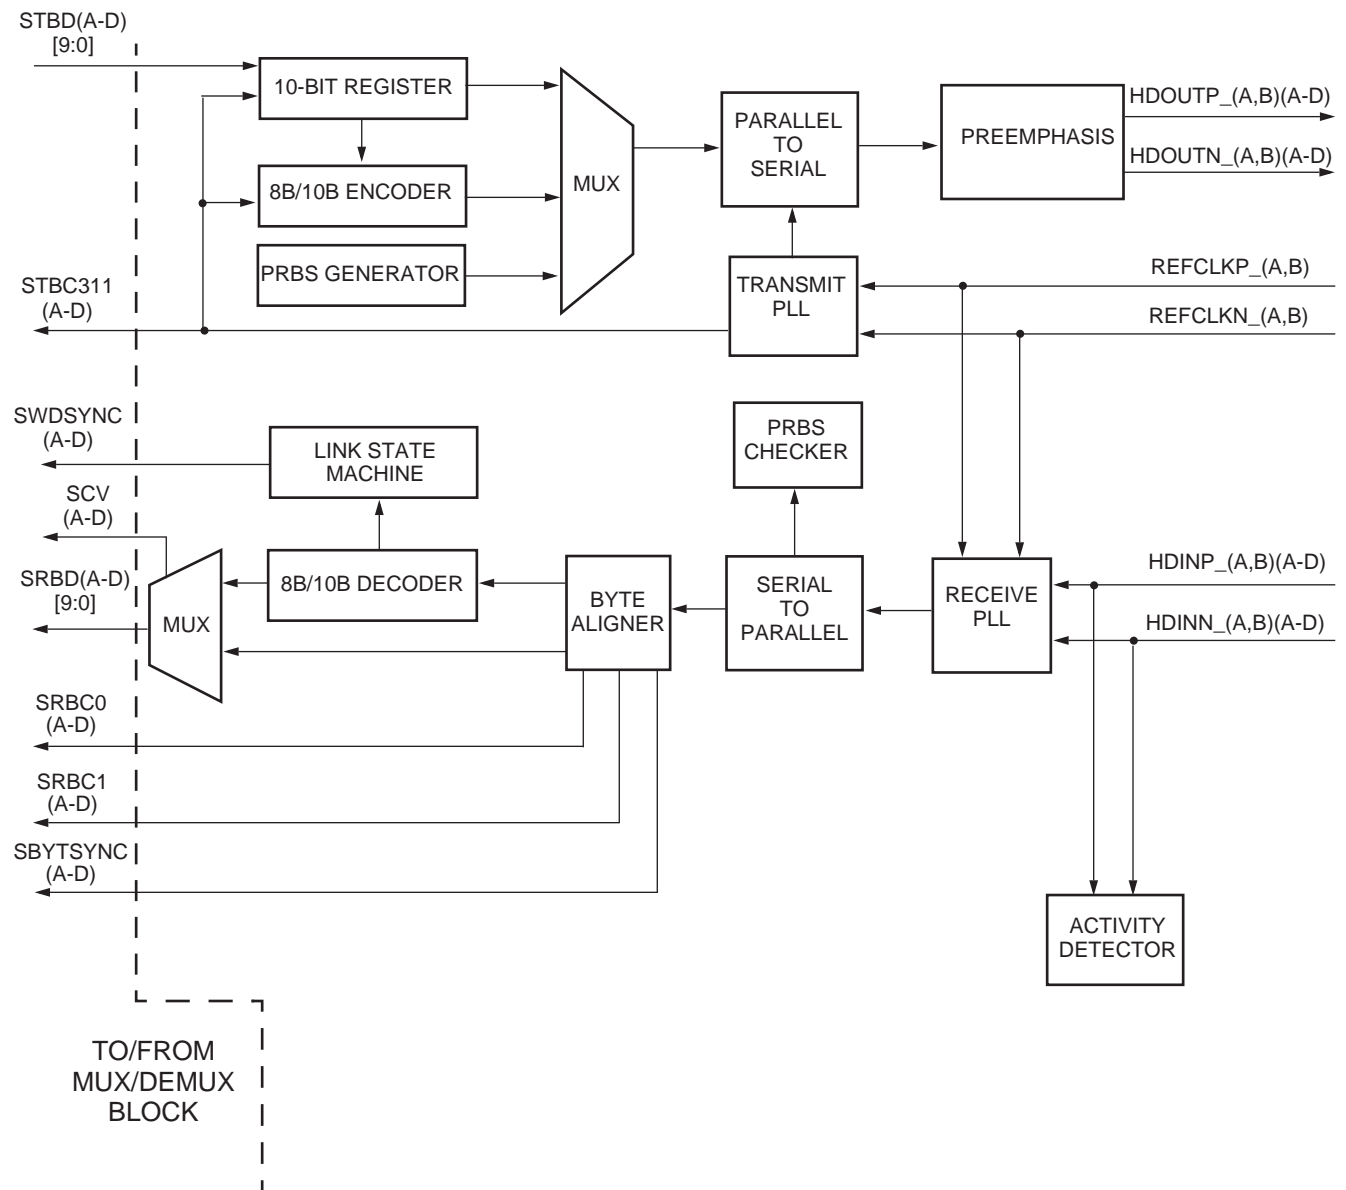 STBD(A-D)
[9:0]
10-BIT REGISTER
8B/10B ENCODER
PRBS GENERATOR
MUX
PARALLEL
TO
SERIAL
PREEMPHASIS
HDOUTP_(A,B)(A-D)
HDOUTN_(A,B)(A-D)
STBC311
(A-D)
TRANSMIT
PLL
REFCLKP_(A,B)
REFCLKN_(A,B)
SWDSYNC
(A-D)
LINK STATE
MACHINE
PRBS
CHECKER
SCV
(A-D)
SRBD(A-D)
[9:0]
MUX
8B/10B DECODER
BYTE
ALIGNER
SERIAL
TO
PARALLEL
RECEIVE
PLL
HDINP_(A,B)(A-D)
HDINN_(A,B)(A-D)
SRBC0
(A-D)
SRBC1
(A-D)
SBYTSYNC
(A-D)
ACTIVITY
DETECTOR
TO/FROM
MUX/DEMUX
BLOCK